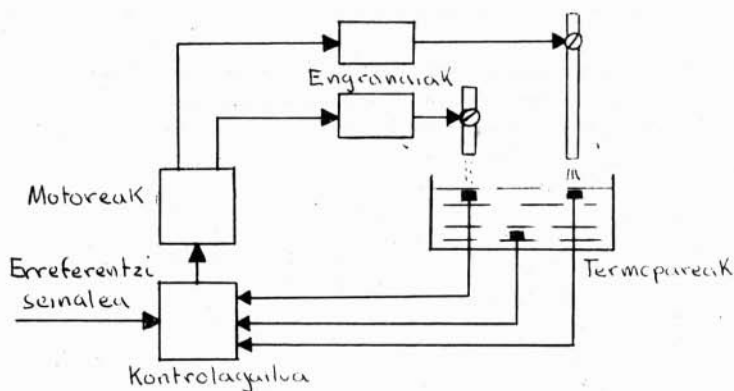 Engranaiak
Motoreak
Erreferentzi
seinalea
Termopareak
Kontrolagailua